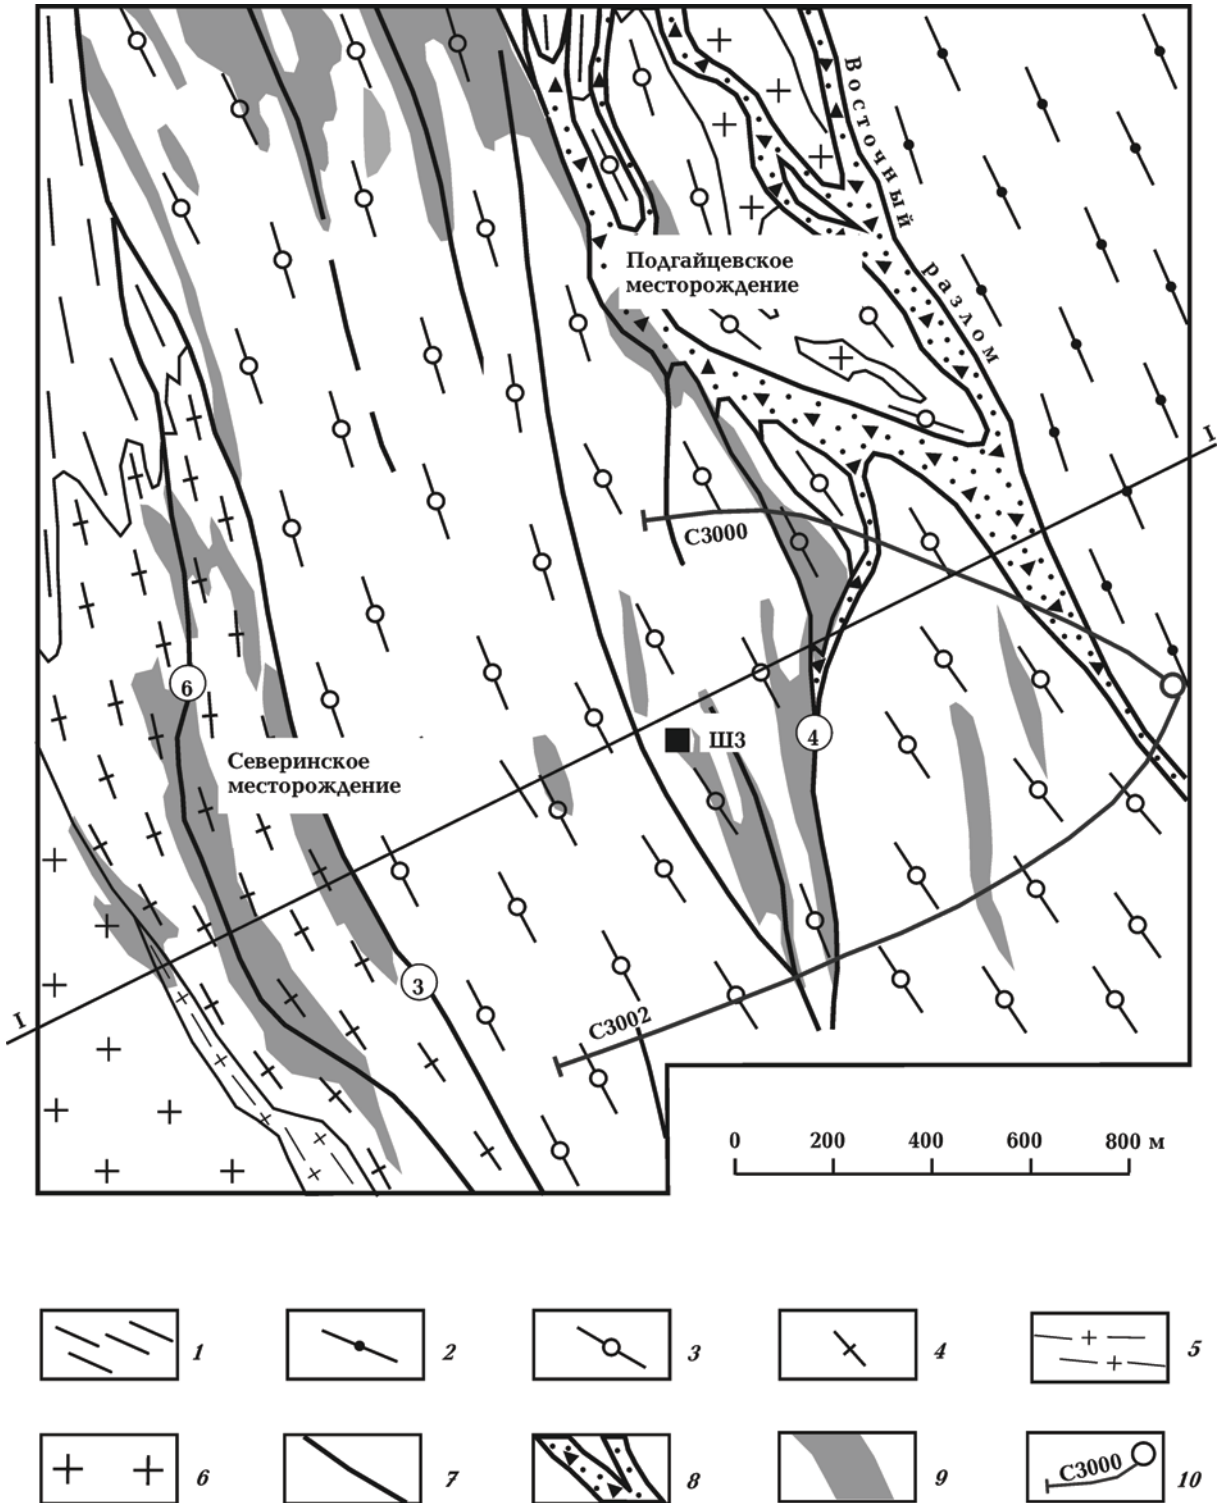 Восточный
разлом
Подгайцевское
месторождение
I
С3000
6
Ш3
4
Северинское
месторождение
3
I
С3002
0 200 400 600 800 м
1 2 3 4 5
6 7 8 9 С3000 10